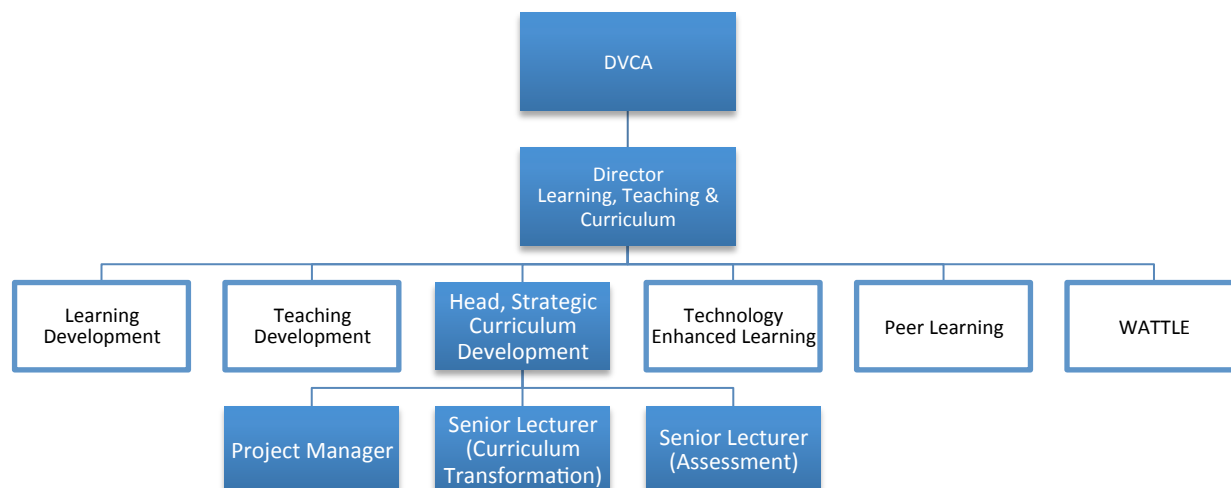 DVCA
Director
Learning, Teaching &
Curriculum
Learning
Development
Teaching
Development
Head, Strategic
Curriculum
Development
Technology
Enhanced Learning
Peer Learning
WATTLE
Project Manager
Senior Lecturer
(Curriculum
Transformation)
Senior Lecturer
(Assessment)